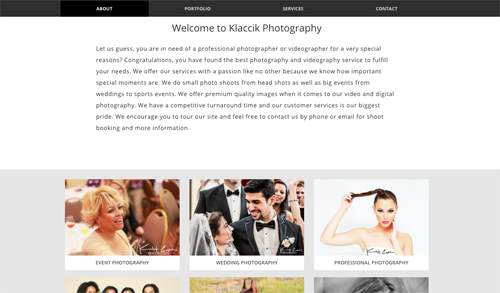 ABOUT PORTFOLIO SERVICES CONTACT
Welcome to Klaccik Photography
Let us guess, you are in need of a professional photographer or videographer for a very special
reasons? Congratulations, you have found the best photography and videography service to fulfill
your needs. We offer our services with a passion like no other because we know how important
special moments are. We do small photo shoots from head shots as well as big events from
weddings to sports events. We offer premium quality images when it comes to our video and digital
photography. We have a competitive turnaround time and our customer services is our biggest
pride. We encourage you to tour our site and feel free to contact us by phone or email for shoot
booking and more information.
EVENT PHOTOGRAPHY WEDDING PHOTOGRAPHY PROFESSIONAL PHOTOGRAPHY